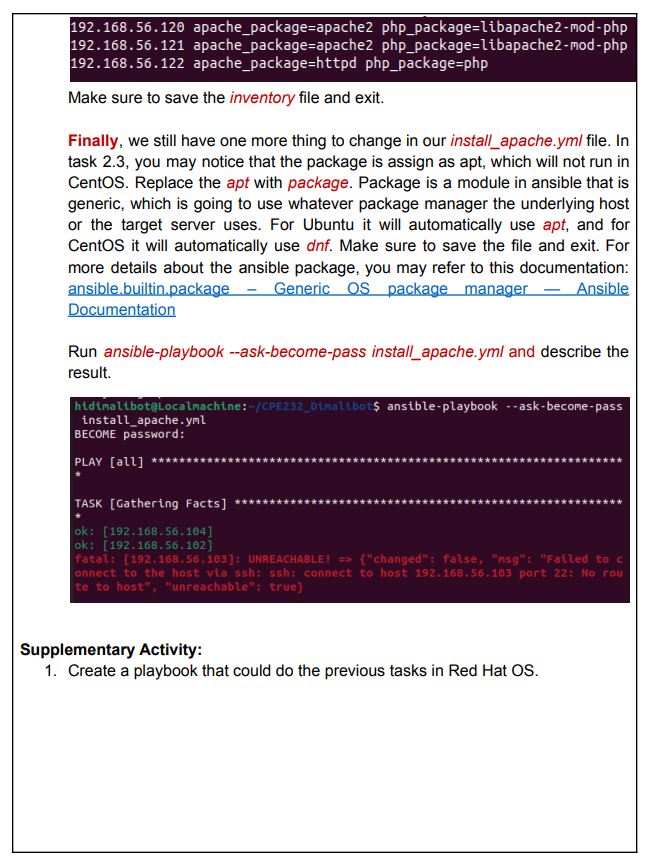 192.168.56.120 apache_package=apache2 php_package=libapache2-mod-php
192.168.56.121 apache_package=apache2 php_package=libapache2-mod-php
192.168.56.122 apache_package=httpd php_package=php
Make sure to save the inventory file and exit.
Finally, we still have one more thing to change in our install_apache.yml file. In
task 2.3, you may notice that the package is assign as apt, which will not run in
CentOS. Replace the apt with package. Package is a module in ansible that is
generic, which is going to use whatever package manager the underlying host
or the target server uses. For Ubuntu it will automatically use apt, and for
CentOS it will automatically use dnf. Make sure to save the file and exit. For
more details about the ansible package, you may refer to this documentation:
ansible.builtin.package – Generic OS package manager — Ansible
Documentation
Run ansible-playbook --ask-become-pass install_apache.yml and describe the
result.
hidimalibot@Localmachine:~/CPE232_Dimalibot$ ansible-playbook --ask-become-pass
install_apache.yml
BECOME password:
PLAY [all] *********************************************************************
*
TASK [Gathering Facts] *********************************************************
*
ok: [192.168.56.104]
ok: [192.168.56.102]
fatal: [192.168.56.103]: UNREACHABLE! => {"changed": false, "msg": "Failed to c
onnect to the host via ssh: ssh: connect to host 192.168.56.103 port 22: No rou
te to host", "unreachable": true}
Supplementary Activity:
1. Create a playbook that could do the previous tasks in Red Hat OS.